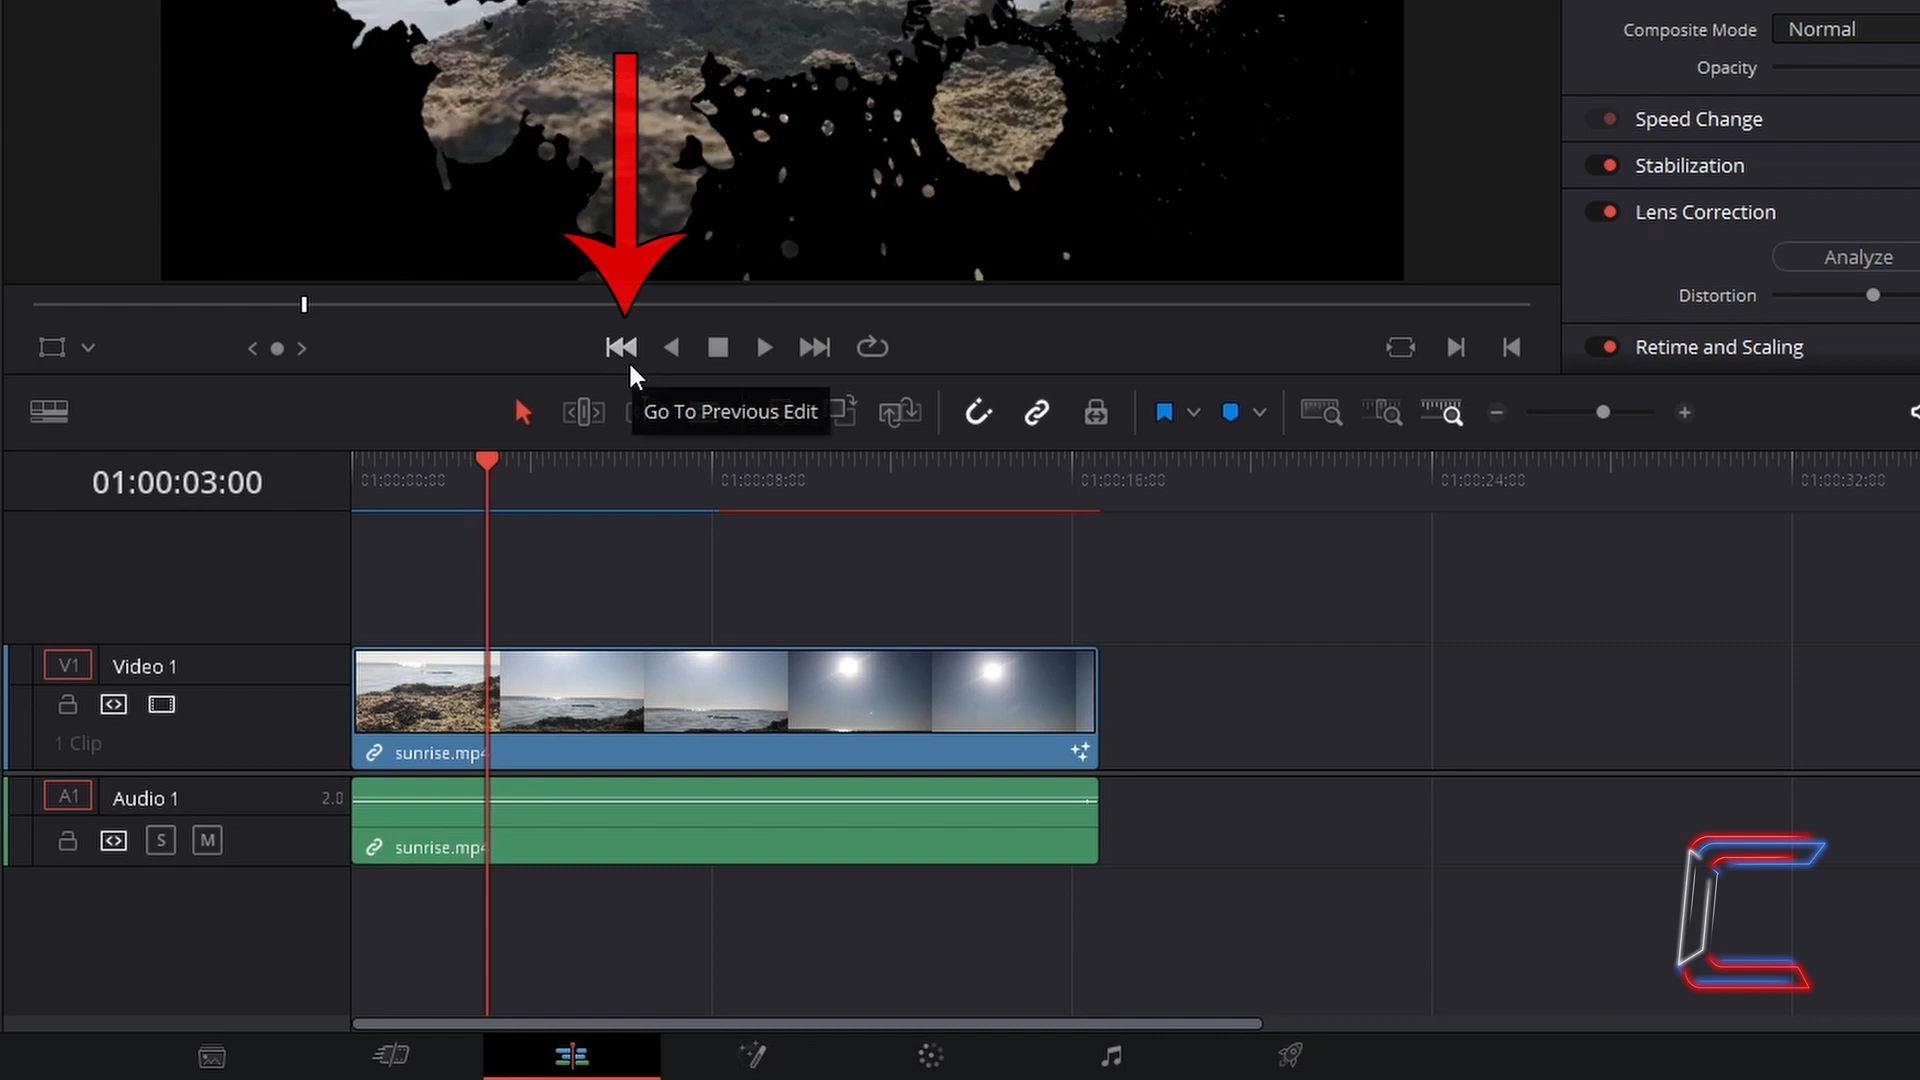 Composite Mode Normal
Opacity
Speed Change
Stabilization
Lens Correction
Analyze
Distortion
Retime and Scaling
Go To Previous Edit
01:00:03:00
01:00:00:00
01:00:08:00
01:00:16:00
01:00:24:00
01:00:32:00
V1 Video 1
1 Clip
sunrise.mp4
A1 Audio 1 2.0
S M
sunrise.mp4